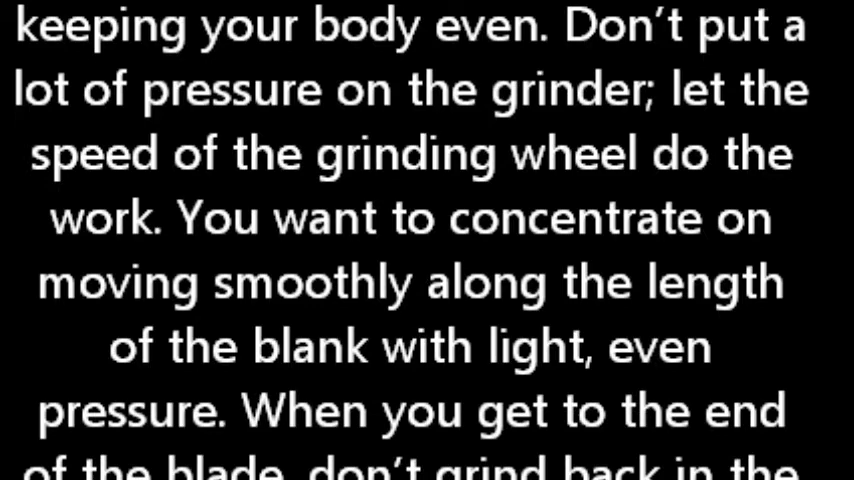 keeping your body even. Don’t put a
lot of pressure on the grinder; let the
speed of the grinding wheel do the
work. You want to concentrate on
moving smoothly along the length
of the blank with light, even
pressure. When you get to the end
of the blade, don’t grind back in the